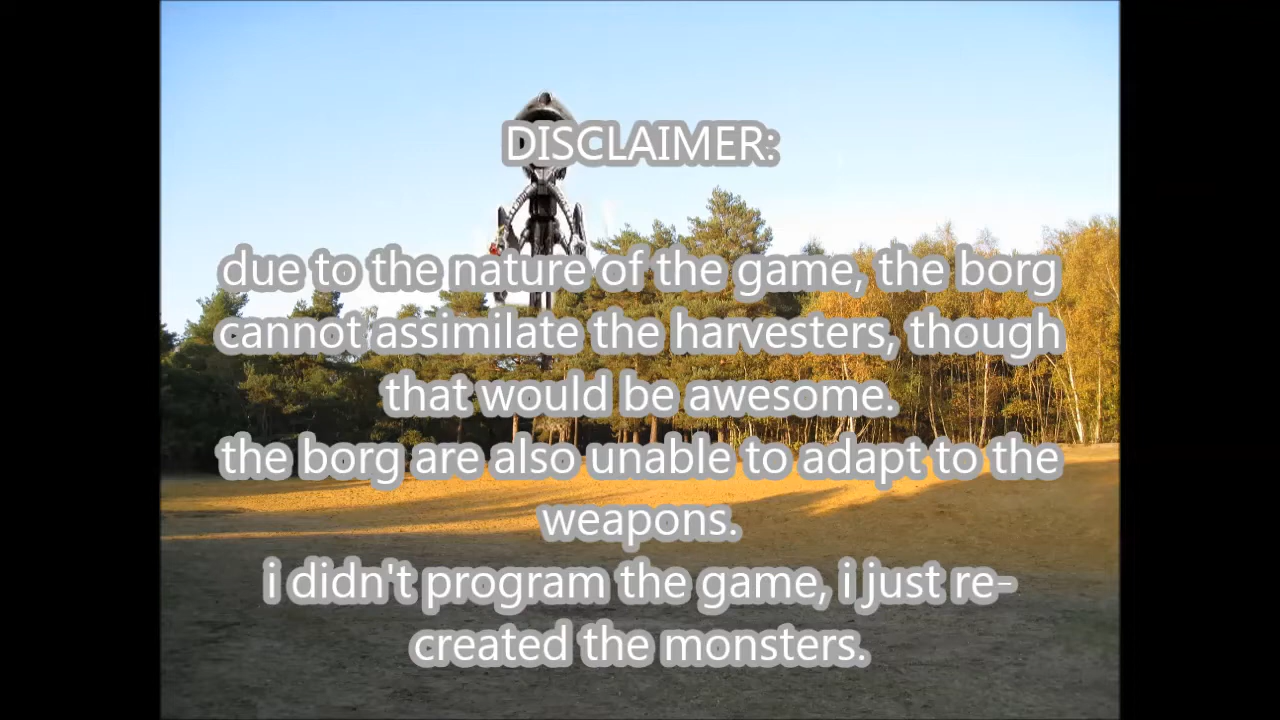 DISCLAIMER:
due to the nature of the game, the borg
cannot assimilate the harvesters, though
that would be awesome.
the borg are also unable to adapt to the
weapons.
i didn't program the game, i just re-
created the monsters.